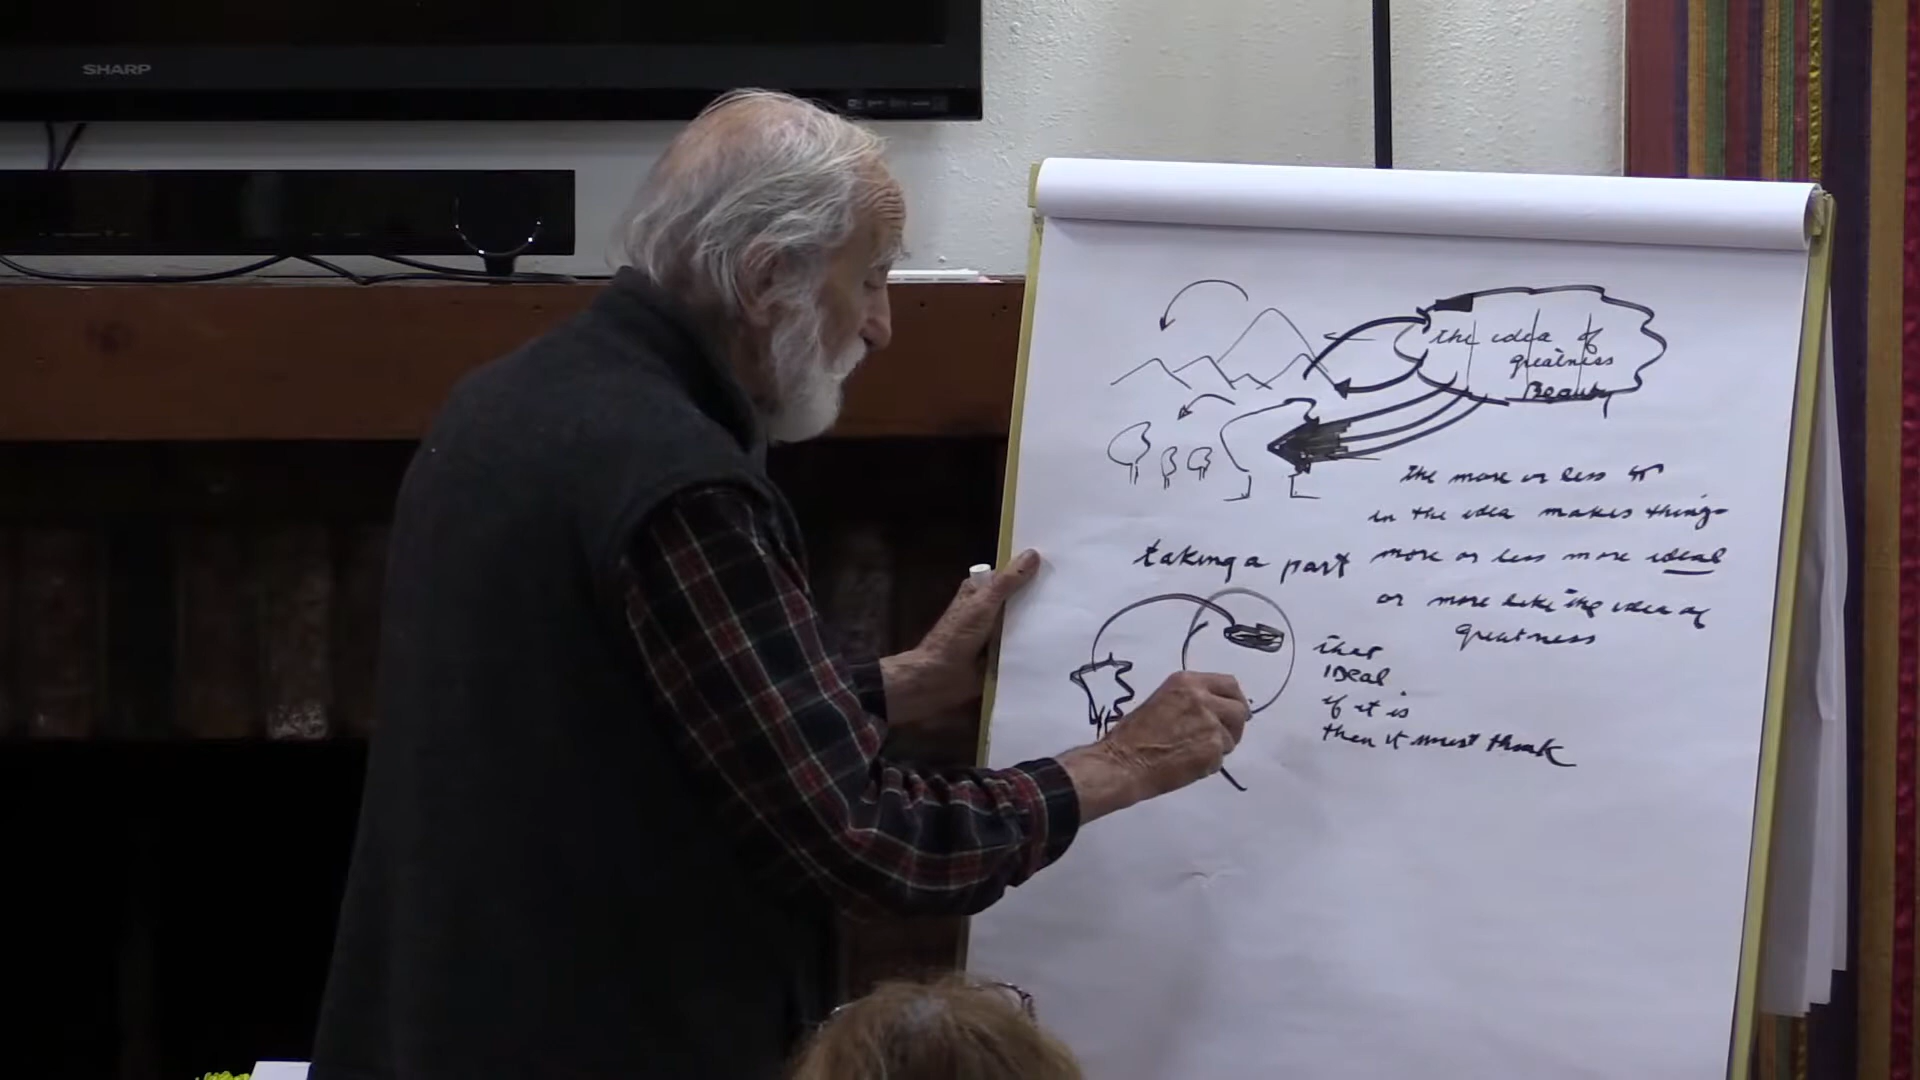 SHARP
the idea of
greatness
Beauty
the more or less
in the idea makes things
taking a part
more or less more ideal
or more like the idea of
greatness
IDeal
if it is
then it must think